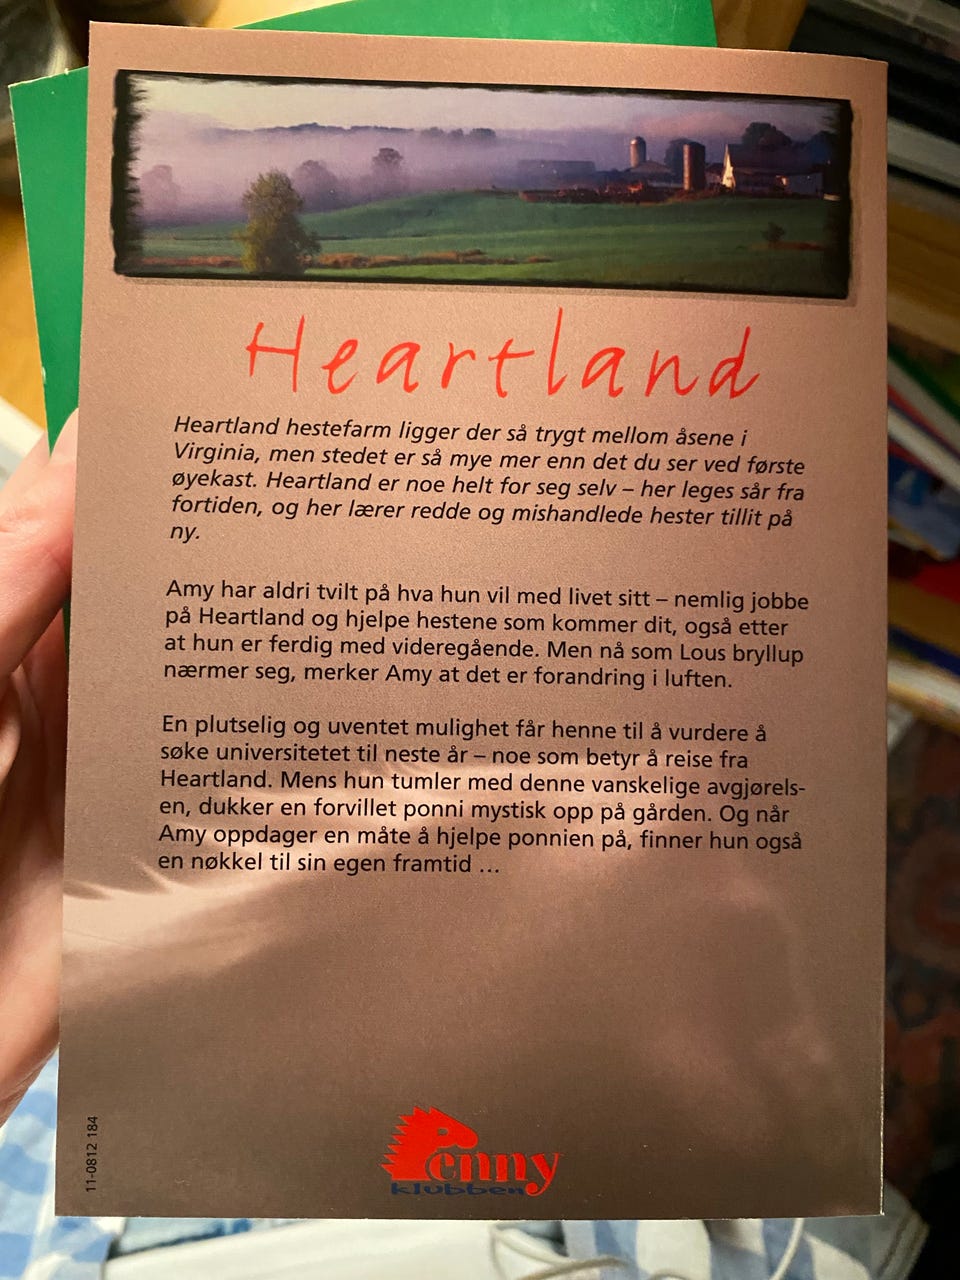 Heartland
Heartland hestefarm ligger der så trygt mellom åsene i
Virginia, men stedet er så mye mer enn det du ser ved første
øyekast. Heartland er noe helt for seg selv – her leges sår fra
fortiden, og her lærer redde og mishandlede hester tillit på
ny.
Amy har aldri tvilt på hva hun vil med livet sitt – nemlig jobbe
på Heartland og hjelpe hestene som kommer dit, også etter
at hun er ferdig med videregående. Men nå som Lous bryllup
nærmer seg, merker Amy at det er forandring i luften.
En plutselig og uventet mulighet får henne til å vurdere å
søke universitetet til neste år – noe som betyr å reise fra
Heartland. Mens hun tumler med denne vanskelige avgjørels-
en, dukker en forvillet ponni mystisk opp på gården. Og når
Amy oppdager en måte å hjelpe ponnien på, finner hun også
en nøkkel til sin egen framtid ...
11-0812 184
Penny
klubben